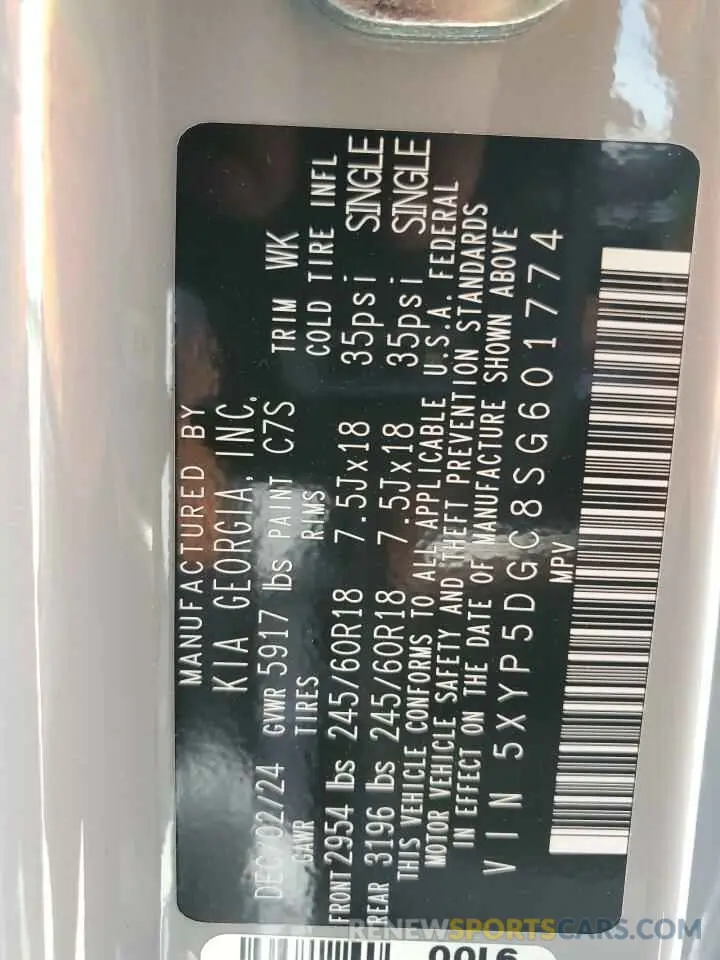 MANUFACTURED BY
KIA GEORGIA, INC.
DEC/02/24 GVWR 5917 lbs PAINT C7S TRIM WK
GAWR TIRES RIMS COLD TIRE INFL
FRONT 2954 lbs 245/60R18 7.5Jx18 35psi SINGLE
REAR 3196 lbs 245/60R18 7.5Jx18 35psi SINGLE
THIS VEHICLE CONFORMS TO ALL APPLICABLE U.S.A. FEDERAL
MOTOR VEHICLE SAFETY AND THEFT PREVENTION STANDARDS
IN EFFECT ON THE DATE OF MANUFACTURE SHOWN ABOVE
VIN 5XYP5DGC8SG601774
MPV
RENEWSPORTSCARS.COM